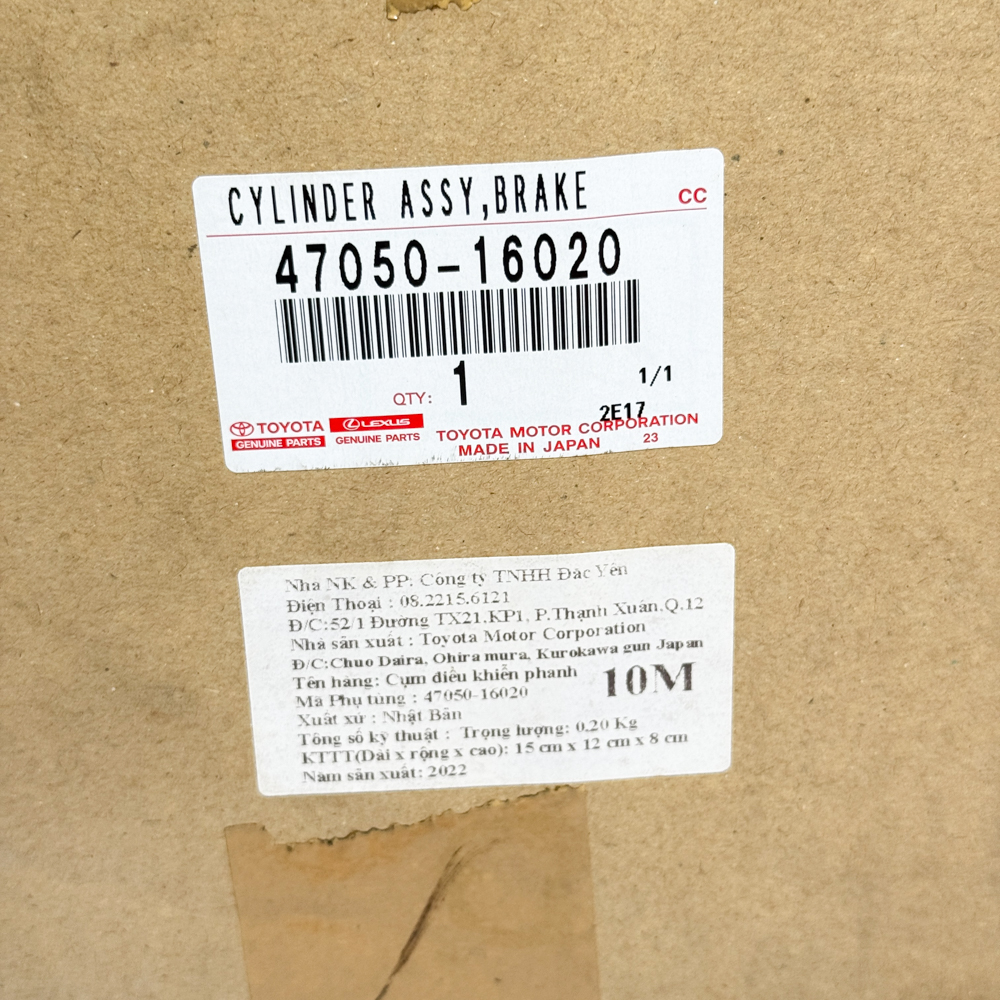 CYLINDER ASSY,BRAKE
CC
47050-16020
QTY: 1
1/1
2E17
TOYOTA
GENUINE PARTS
LEXUS
GENUINE PARTS
TOYOTA MOTOR CORPORATION
MADE IN JAPAN
23
Nhà NK & PP: Công ty TNHH Đắc Yến
Điện Thoại : 08.2215.6121
Đ/C:52/1 Đường TX21,KP1, P.Thạnh Xuân,Q.12
Nhà sản xuất : Toyota Motor Corporation
Đ/C:Chuo Daira, Ohira mura, Kurokawa gun Japan
Tên hàng: Cụm điều khiển phanh
10M
Mã Phụ tùng : 47050-16020
Xuất xứ : Nhật Bản
Tông số kỹ thuật : Trọng lượng: 0.20 Kg
KTTT(Dài x rộng x cao): 15 cm x 12 cm x 8 cm
Năm sản xuất: 2022